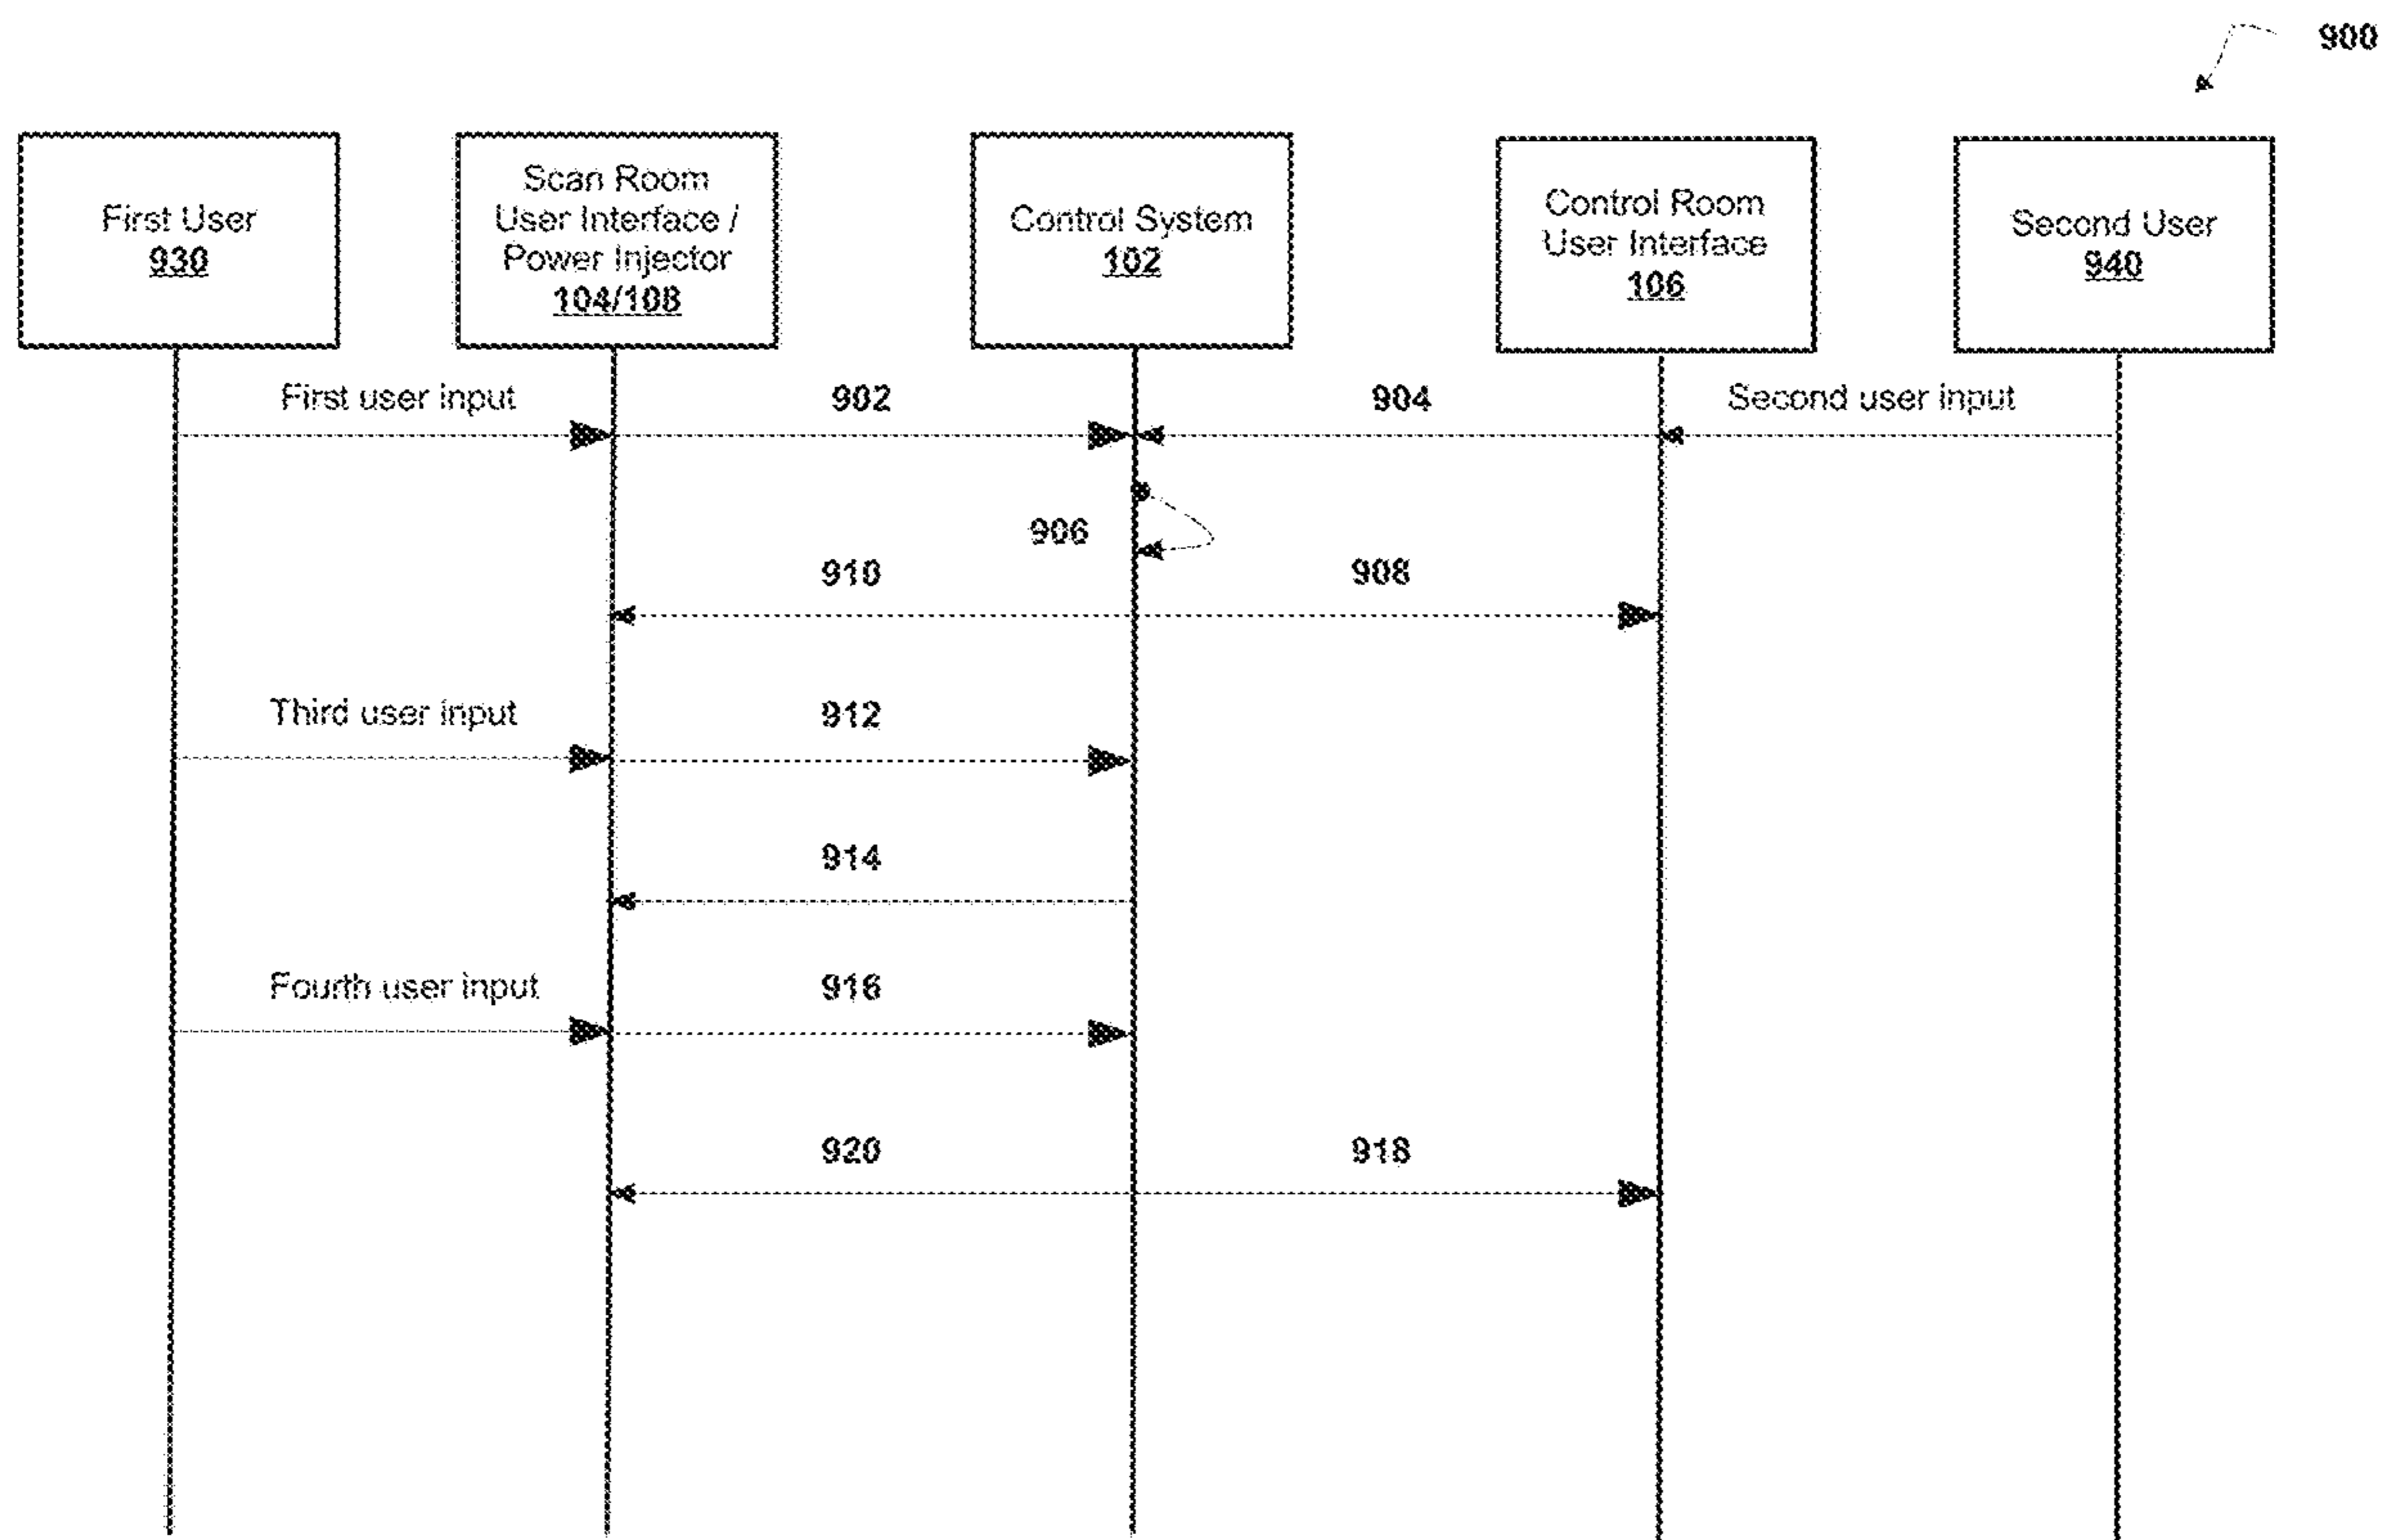 900
First User
930
Scan Room
User Interface /
Power Injector
104/108
Control System
102
Control Room
User Interface
106
Second User
940
First user input
902
904
Second user input
906
910
908
Third user input
912
914
Fourth user input
916
920
918